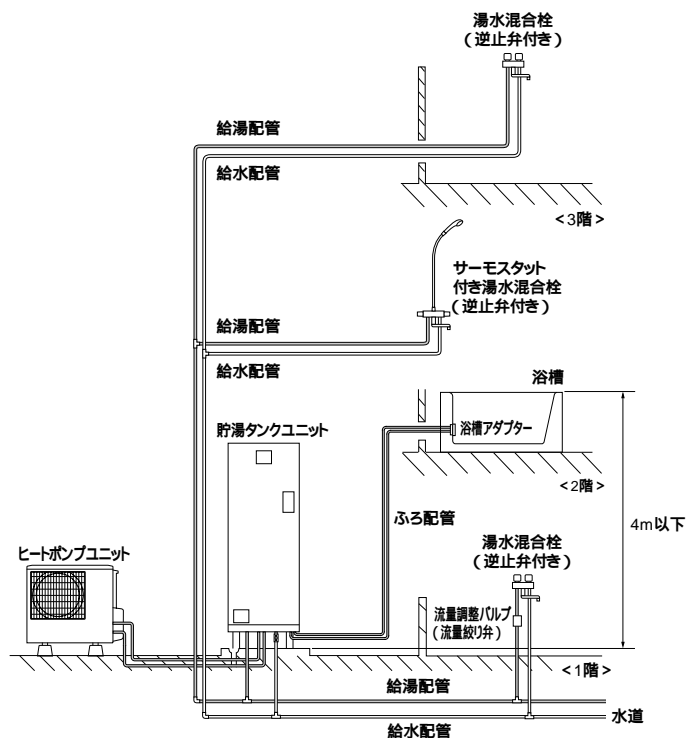 湯水混合栓
（逆止弁付き）
給湯配管
給水配管
<3階>
サーモスタット
付き湯水混合栓
（逆止弁付き）
給湯配管
給水配管
浴槽
浴槽アダプター
貯湯タンクユニット
<2階>
ふろ配管
4m以下
湯水混合栓
（逆止弁付き）
ヒートポンプユニット
流量調整バルブ
（流量絞り弁）
<1階>
給湯配管
水道
給水配管